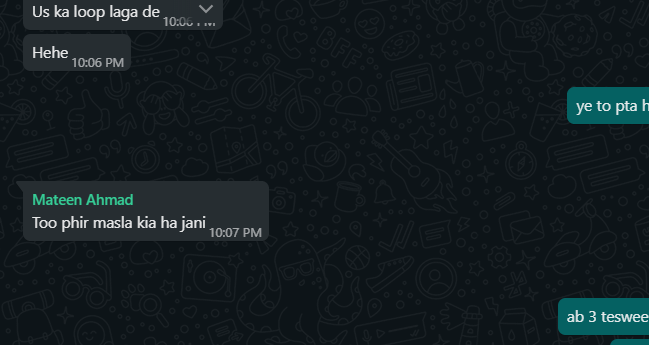 Us ka loop laga de
10:06 PM
Hehe
10:06 PM
ye to pta h
Mateen Ahmad
Too phir masla kia ha jani
10:07 PM
ab 3 teswee